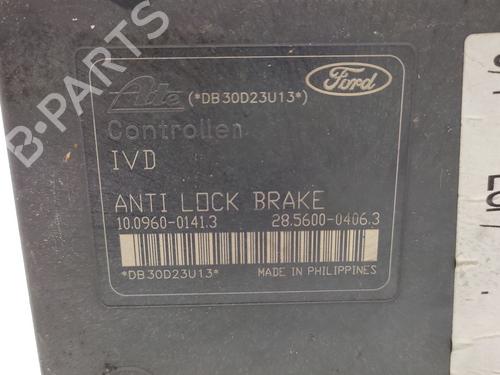 B-PARTS
Ate (*DB30D23U13*) Ford
Controller
IVD
ANTI LOCK BRAKE
10.0960-0141.3 28.5600-0406.3
*DB30D23U13* MADE IN PHILIPPINES